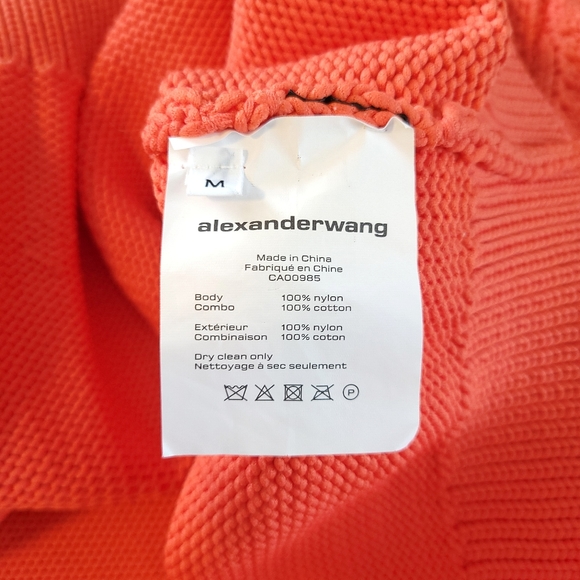 M
alexanderwang
Made in China
Fabriqué en Chine
CA00985
Body 100% nylon
Combo 100% cotton
Extérieur 100% nylon
Combinaison 100% coton
Dry clean only
Nettoyage à sec seulement
P